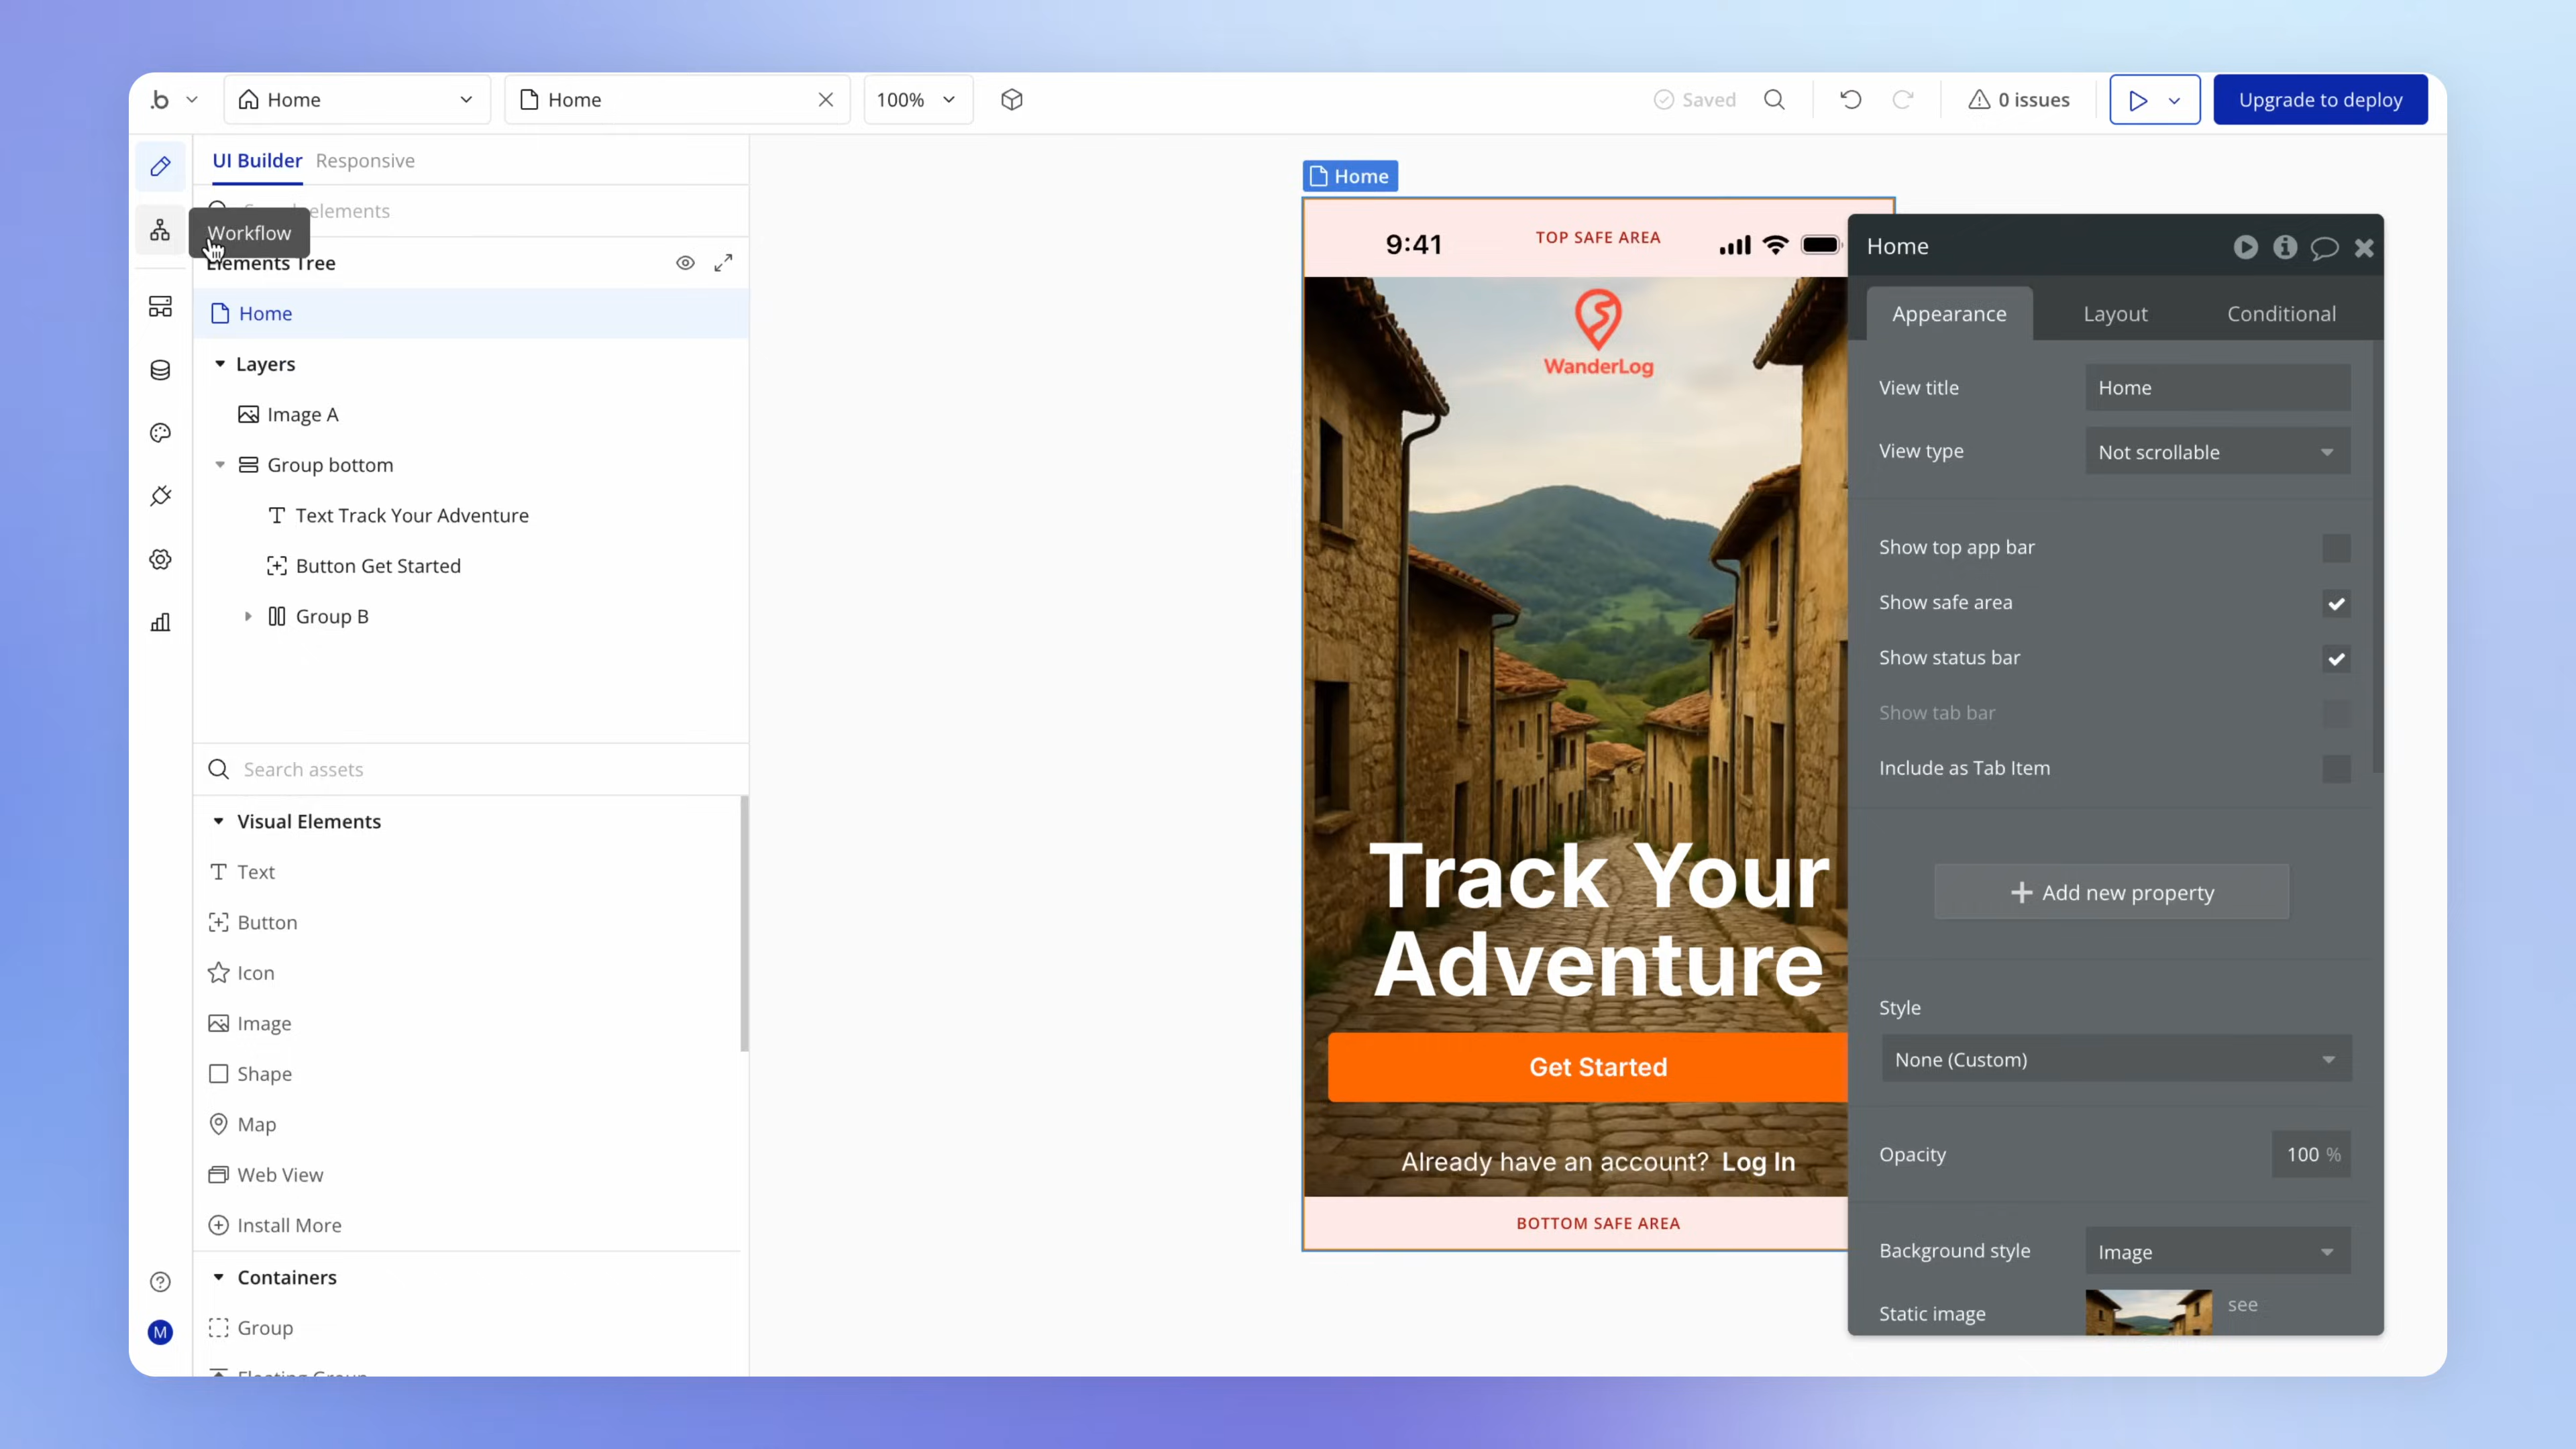 .b
Home
Home
100%
Saved
0 issues
Upgrade to deploy
UI Builder
Responsive
elements
Workflow
Elements Tree
Home
Layers
Image A
Group bottom
Text Track Your Adventure
Button Get Started
Group B
Search assets
Visual Elements
Text
Button
Icon
Image
Shape
Map
Web View
Install More
Containers
Group
Floating Group
M
Home
9:41
TOP SAFE AREA
WanderLog
Track Your
Adventure
Get Started
Already have an account? Log In
BOTTOM SAFE AREA
Home
Appearance
Layout
Conditional
View title
Home
View type
Not scrollable
Show top app bar
Show safe area
Show status bar
Show tab bar
Include as Tab Item
Add new property
Style
None (Custom)
Opacity
100 %
Background style
Image
Static image
see